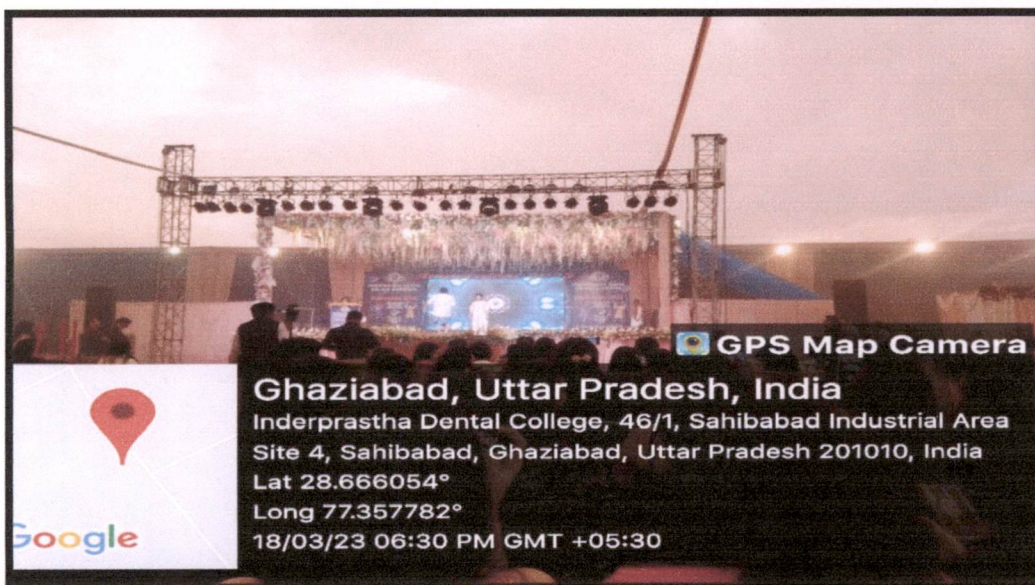 GPS Map Camera
Ghaziabad, Uttar Pradesh, India
Inderprastha Dental College, 46/1, Sahibabad Industrial Area
Site 4, Sahibabad, Ghaziabad, Uttar Pradesh 201010, India
Lat 28.666054°
Long 77.357782°
18/03/23 06:30 PM GMT +05:30
Google